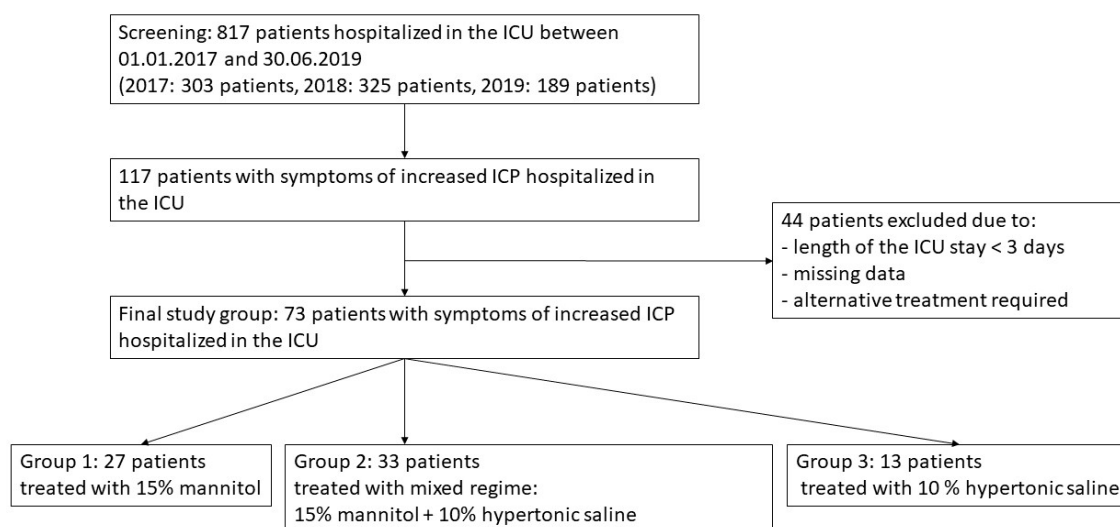 Screening: 817 patients hospitalized in the ICU between
01.01.2017 and 30.06.2019
(2017: 303 patients, 2018: 325 patients, 2019: 189 patients)
117 patients with symptoms of increased ICP hospitalized in
the ICU
44 patients excluded due to:
- length of the ICU stay < 3 days
- missing data
- alternative treatment required
Final study group: 73 patients with symptoms of increased ICP
hospitalized in the ICU
Group 1: 27 patients
treated with 15% mannitol
Group 2: 33 patients
treated with mixed regime:
15% mannitol + 10% hypertonic saline
Group 3: 13 patients
treated with 10 % hypertonic saline